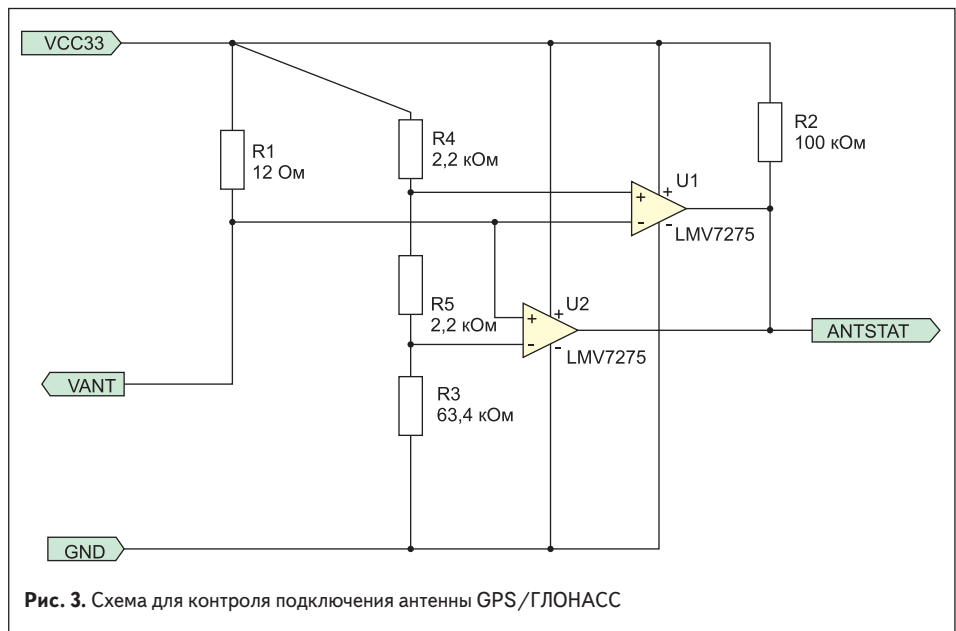 VCC33
R1
12 Ом
R4
2,2 кОм
R2
100 кОм
+
-
+
U1
-
LMV7275
R5
2,2 кОм
+
-
+
U2
-
LMV7275
ANTSTAT
VANT
R3
63,4 кОм
GND
Рис. 3. Схема для контроля подключения антенны GPS/ГЛОНАСС